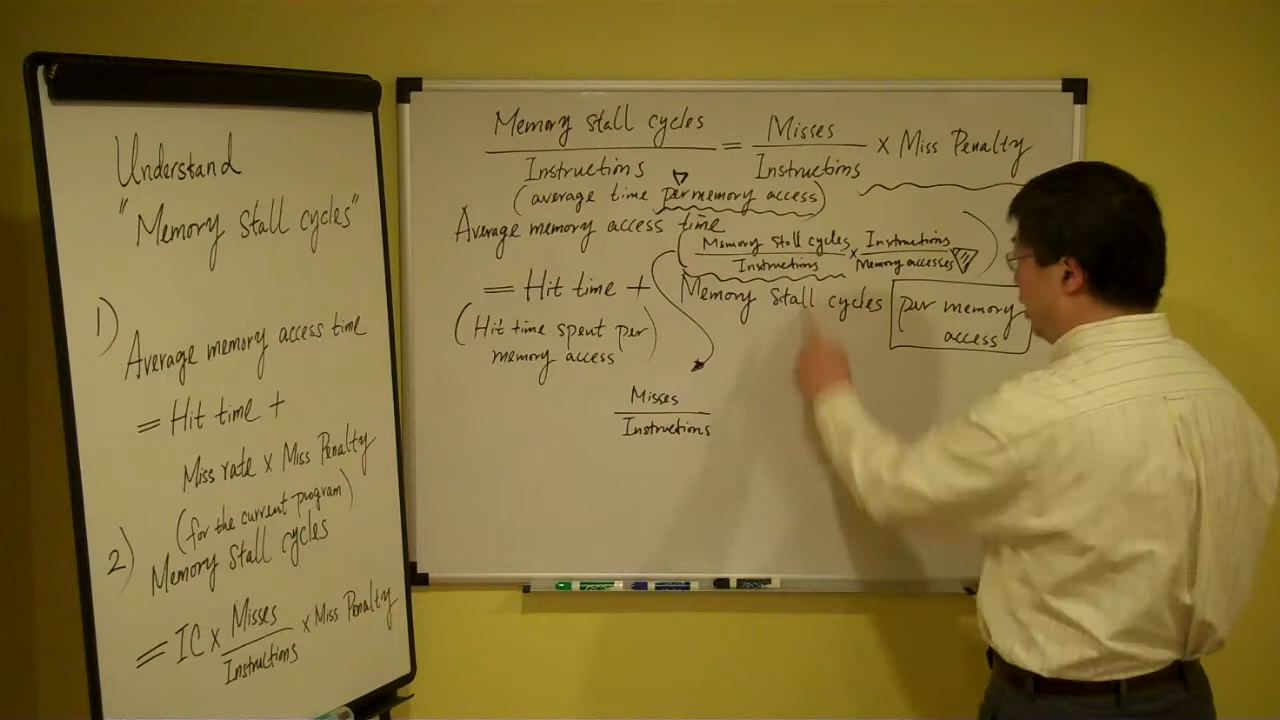 Understand
"Memory Stall cycles"
1)
Average memory access time
= Hit time +
Miss rate × Miss Penalty
(for the current program)
2)
Memory Stall cycles
= IC × Misses / Instructions × Miss Penalty
Memory Stall cycles / Instructions = Misses / Instructions × Miss Penalty
(average time per memory access)
Average memory access time
(Memory Stall cycles / Instructions × Instructions / Memory accesses)
= Hit time + Memory Stall cycles per memory access
(Hit time spent per
memory access)
Misses
Instructions